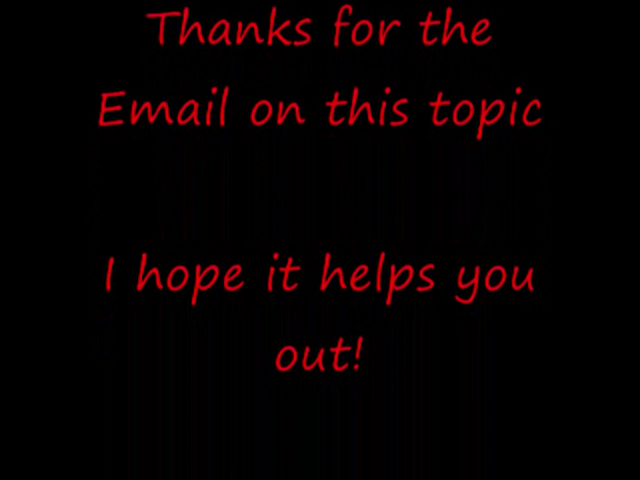 Thanks for the
Email on this topic
I hope it helps you
out!